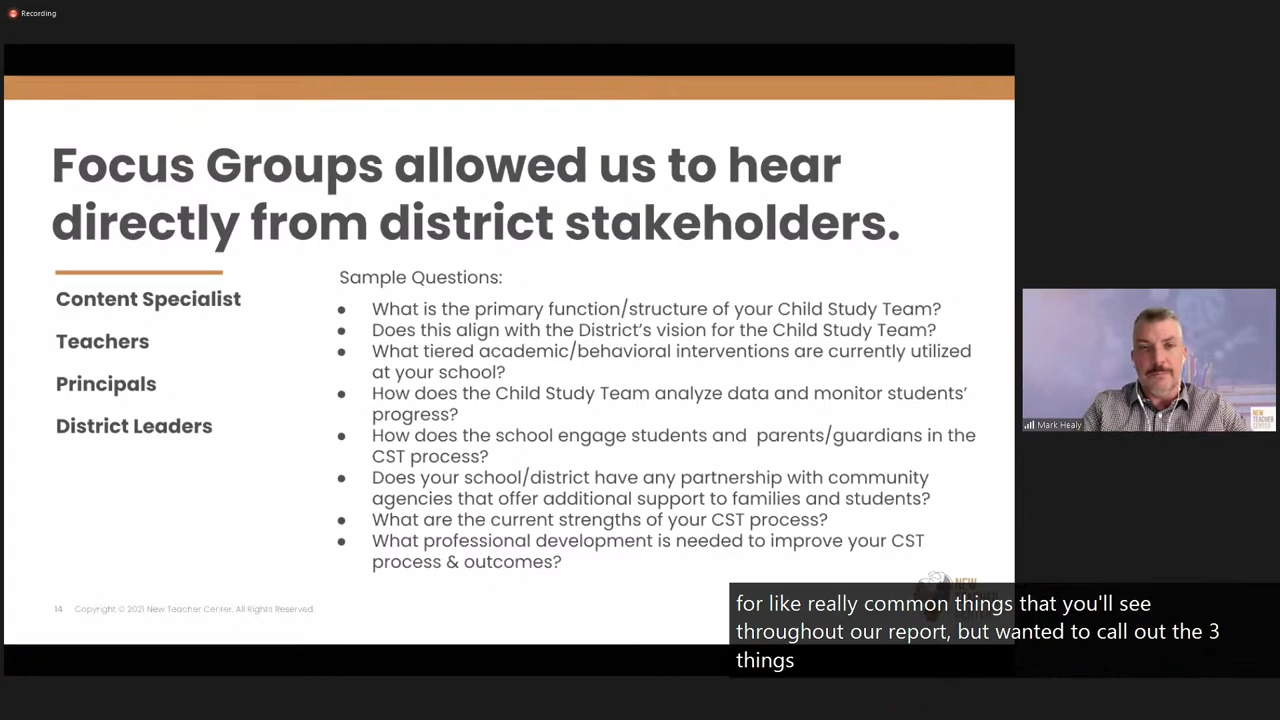 Recording
Focus Groups allowed us to hear
directly from district stakeholders.
Content Specialist
Teachers
Principals
District Leaders
Sample Questions:
● What is the primary function/structure of your Child Study Team?
● Does this align with the District's vision for the Child Study Team?
● What tiered academic/behavioral interventions are currently utilized
at your school?
● How does the Child Study Team analyze data and monitor students'
progress?
● How does the school engage students and parents/guardians in the
CST process?
● Does your school/district have any partnership with community
agencies that offer additional support to families and students?
● What are the current strengths of your CST process?
● What professional development is needed to improve your CST
process & outcomes?
14 Copyright © 2021 New Teacher Center. All Rights Reserved.
NEW
for like really common things that you'll see
throughout our report, but wanted to call out the 3
things
Mark Healy
NEW
TEACHER
CENTER